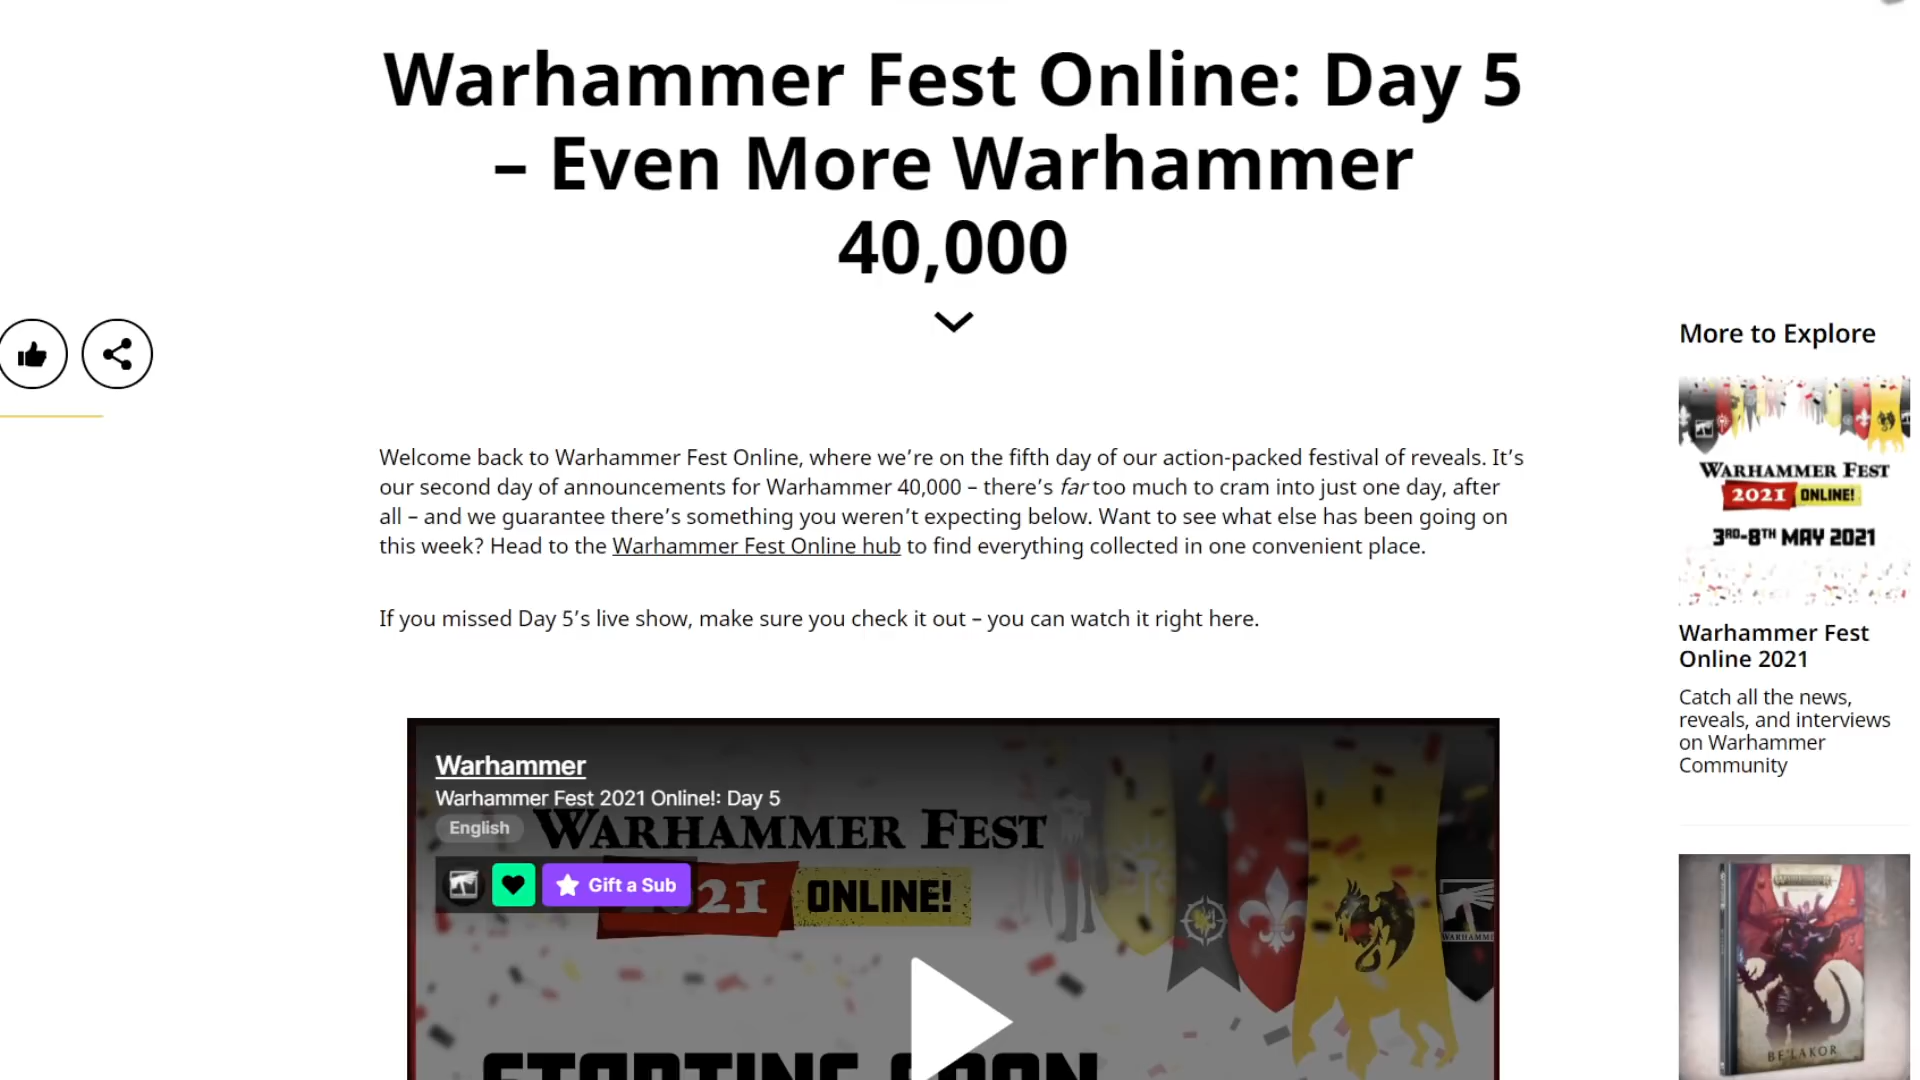 Warhammer Fest Online: Day 5
– Even More Warhammer
40,000
Welcome back to Warhammer Fest Online, where we’re on the fifth day of our action-packed festival of reveals. It’s
our second day of announcements for Warhammer 40,000 – there’s far too much to cram into just one day, after
all – and we guarantee there’s something you weren’t expecting below. Want to see what else has been going on
this week? Head to the Warhammer Fest Online hub to find everything collected in one convenient place.
If you missed Day 5’s live show, make sure you check it out – you can watch it right here.
Warhammer
Warhammer Fest 2021 Online!: Day 5
English
WARHAMMER FEST
Gift a Sub
21
ONLINE!
WARHAMME
STARTING SOON
More to Explore
WARHAMMER FEST
2021 ONLINE!
3RD-8TH MAY 2021
Warhammer Fest
Online 2021
Catch all the news,
reveals, and interviews
on Warhammer
Community
BE'LAKOR